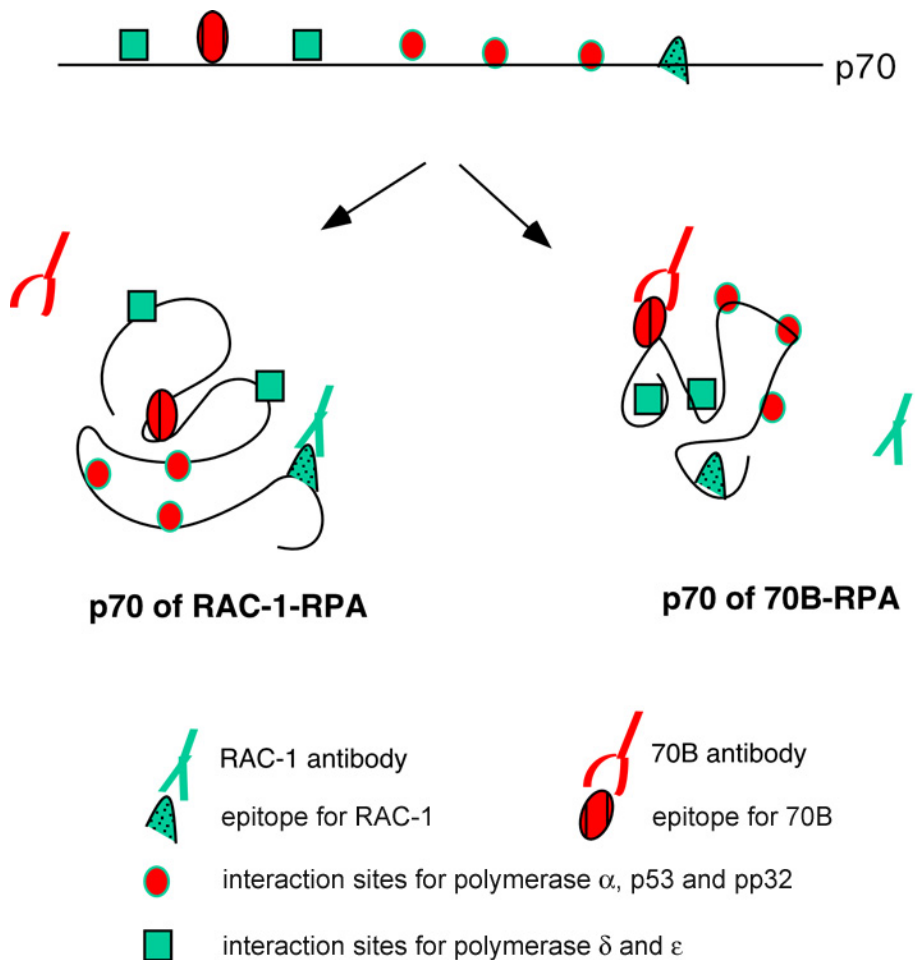 p70
p70 of RAC-1-RPA
p70 of 70B-RPA
RAC-1 antibody
70B antibody
epitope for RAC-1
epitope for 70B
interaction sites for polymerase α, p53 and pp32
interaction sites for polymerase δ and ε